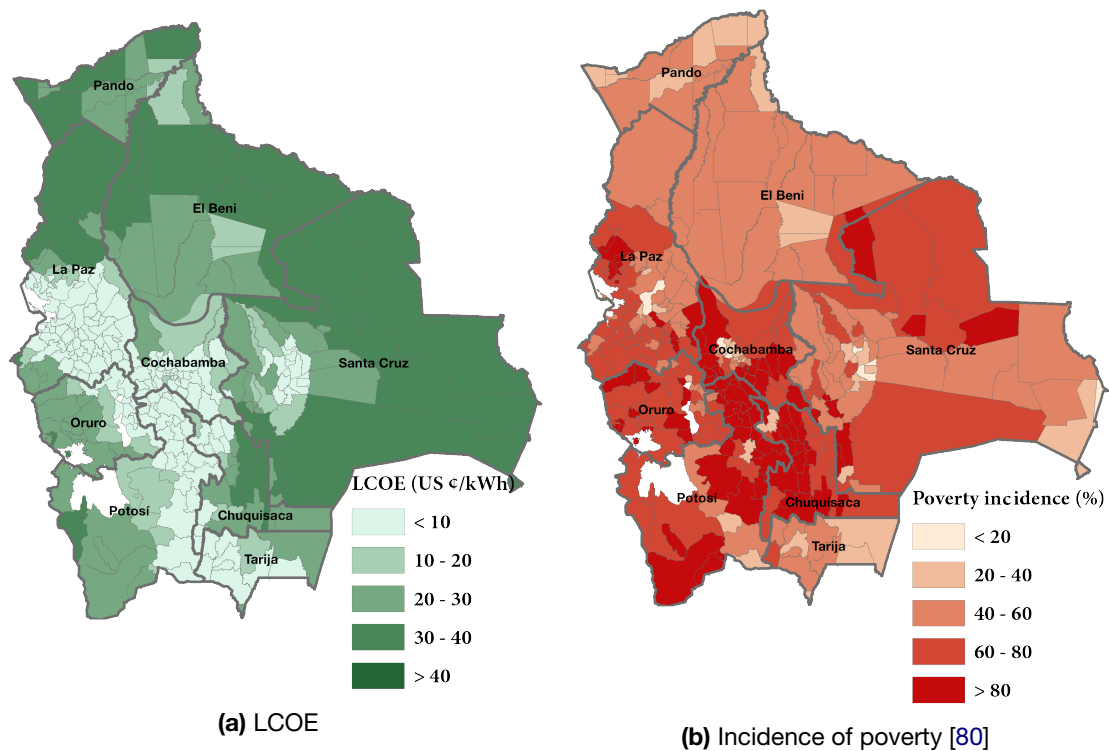 Pando
El Beni
La Paz
Cochabamba
Santa Cruz
Oruro
Potosí
Chuquisaca
Tarija
LCOE (US ¢/kWh)
< 10
10 - 20
20 - 30
30 - 40
> 40
(a) LCOE
Pando
El Beni
La Paz
Cochabamba
Santa Cruz
Oruro
Potosí
Chuquisaca
Tarija
Poverty incidence (%)
< 20
20 - 40
40 - 60
60 - 80
> 80
(b) Incidence of poverty [80]